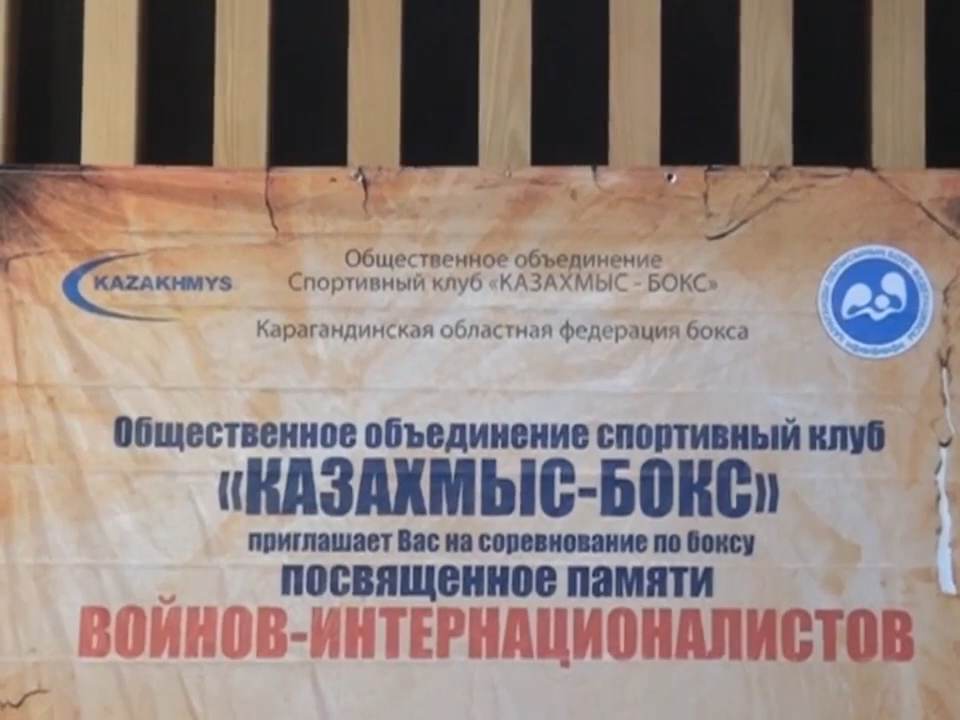 KAZAKHMYS
Общественное объединение
Спортивный клуб «КАЗАХМЫС - БОКС»
Карагандинская областная федерация бокса
Общественное объединение спортивный клуб
«КАЗАХМЫС-БОКС»
приглашает Вас на соревнование по боксу
посвященное памяти
ВОЙНОВ-ИНТЕРНАЦИОНАЛИСТОВ